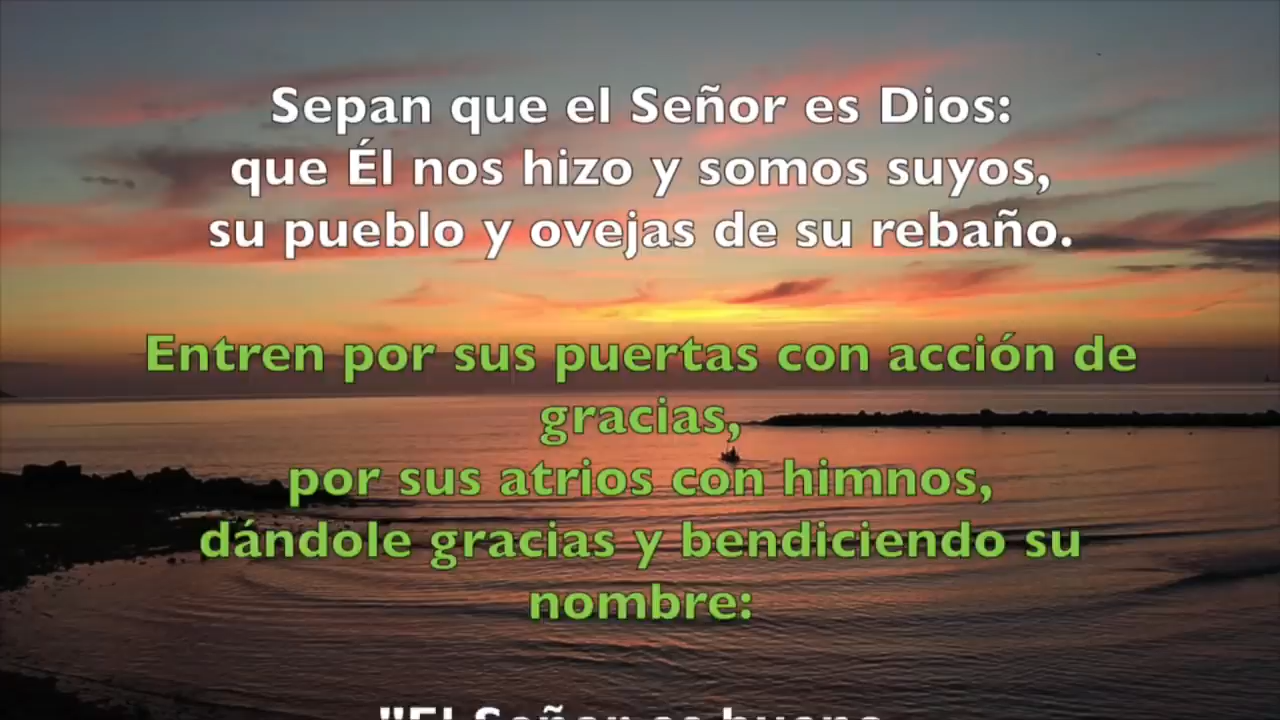 Sepan que el Señor es Dios:
que Él nos hizo y somos suyos,
su pueblo y ovejas de su rebaño.
Entren por sus puertas con acción de
gracias,
por sus atrios con himnos,
dándole gracias y bendiciendo su
nombre:
"El Señor es bueno